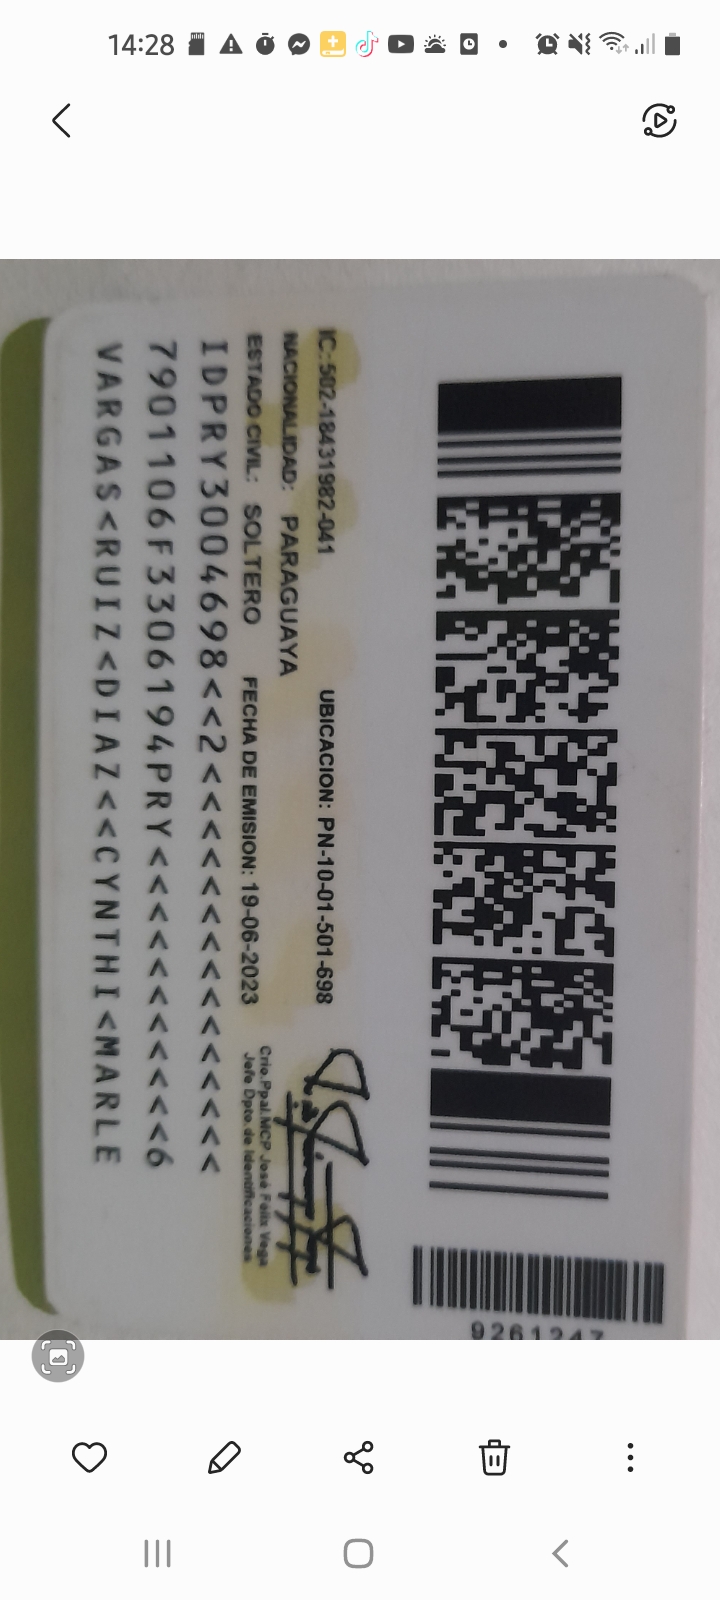 14:28
IC: 502-18431982-041 UBICACION: PN-10-01-501-698
NACIONALIDAD: PARAGUAYA
ESTADO CIVIL: SOLTERO FECHA DE EMISION: 19-06-2023
Crio.Ppal.MCP José Félix Vega
Jefe Dpto de Identificaciones
IDPRY3004698<<2<<<<<<<<<<<<<<<
7901106F3306194PRY<<<<<<<<<<<6
VARGAS<RUIZ<DIAZ<<CYNTHI<MARLE
9261247